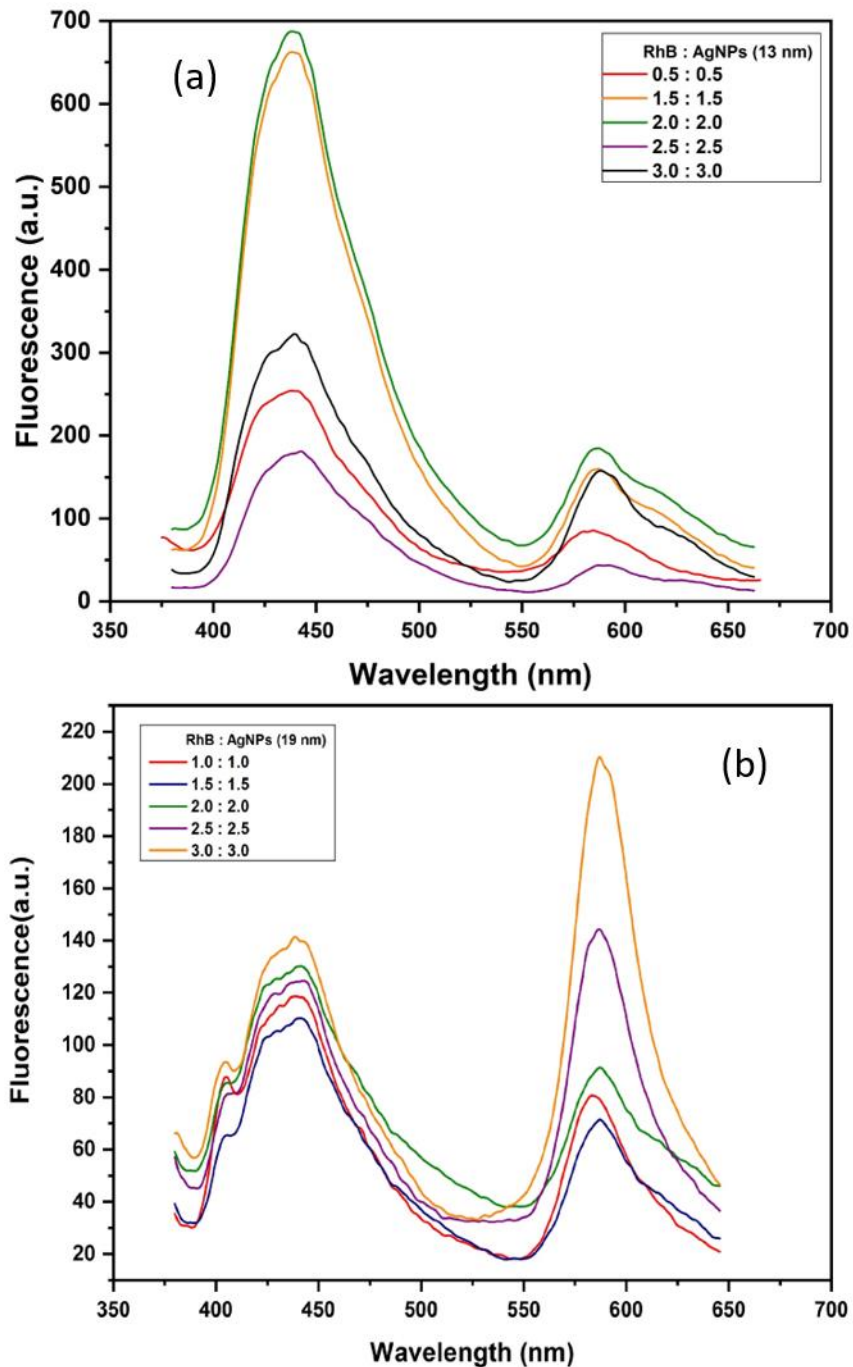 (a)
RhB : AgNPs (13 nm)
0.5 : 0.5
1.5 : 1.5
2.0 : 2.0
2.5 : 2.5
3.0 : 3.0
700
600
500
400
300
200
100
0
Fluorescence (a.u.)
350 400 450 500 550 600 650 700
Wavelength (nm)
(b)
RhB : AgNPs (19 nm)
1.0 : 1.0
1.5 : 1.5
2.0 : 2.0
2.5 : 2.5
3.0 : 3.0
220
200
180
160
140
120
100
80
60
40
20
Fluorescence(a.u.)
350 400 450 500 550 600 650 700
Wavelength (nm)